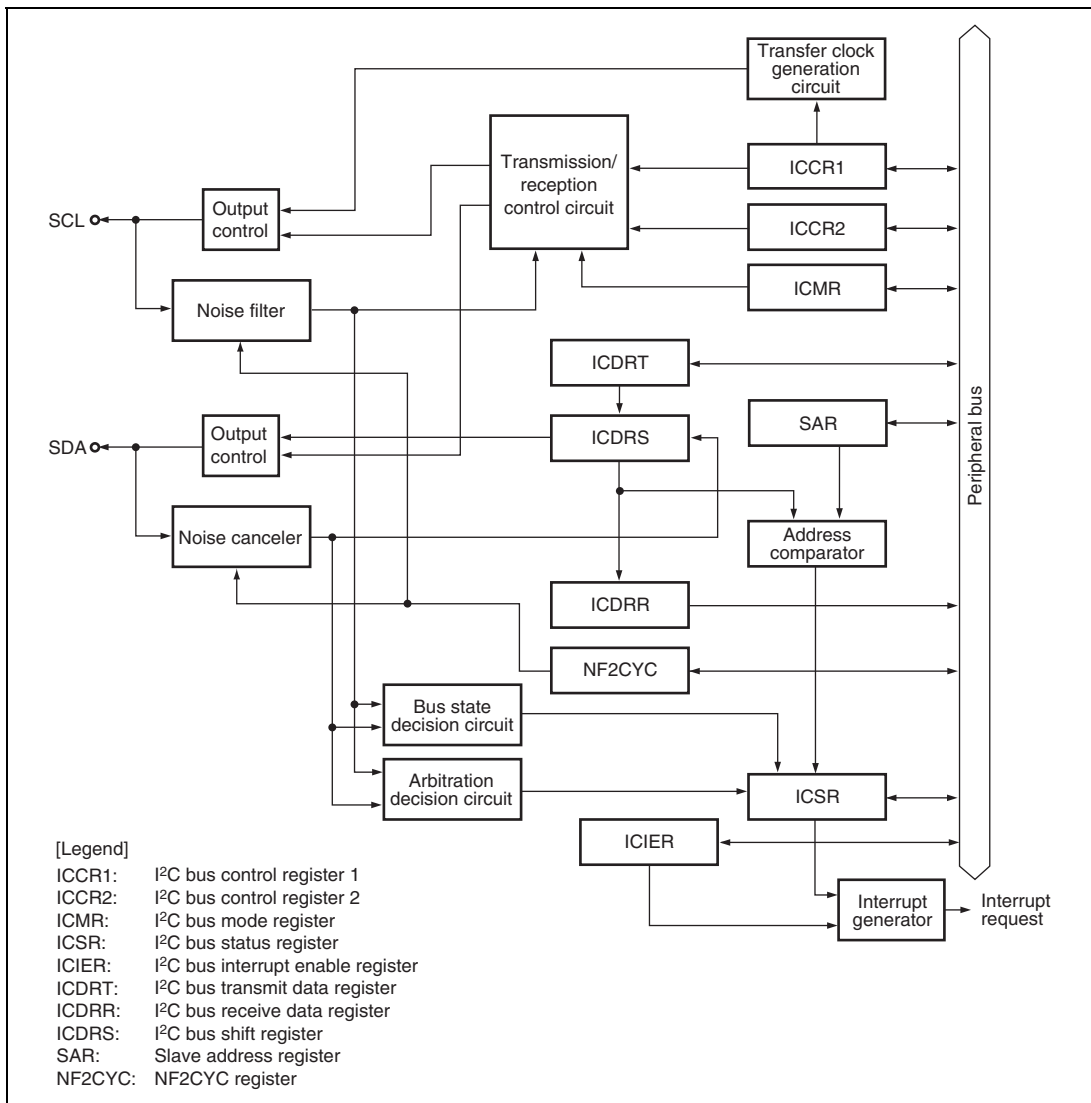 Transfer clock
generation
circuit
Transmission/
reception
control circuit
ICCR1
SCL
Output
control
ICCR2
ICMR
Noise filter
ICDRT
SDA
Output
control
ICDRS
SAR
Peripheral bus
Noise canceler
Address
comparator
ICDRR
NF2CYC
Bus state
decision circuit
Arbitration
decision circuit
ICSR
ICIER
Interrupt
generator
Interrupt
request
[Legend]
ICCR1: I²C bus control register 1
ICCR2: I²C bus control register 2
ICMR: I²C bus mode register
ICSR: I²C bus status register
ICIER: I²C bus interrupt enable register
ICDRT: I²C bus transmit data register
ICDRR: I²C bus receive data register
ICDRS: I²C bus shift register
SAR: Slave address register
NF2CYC: NF2CYC register